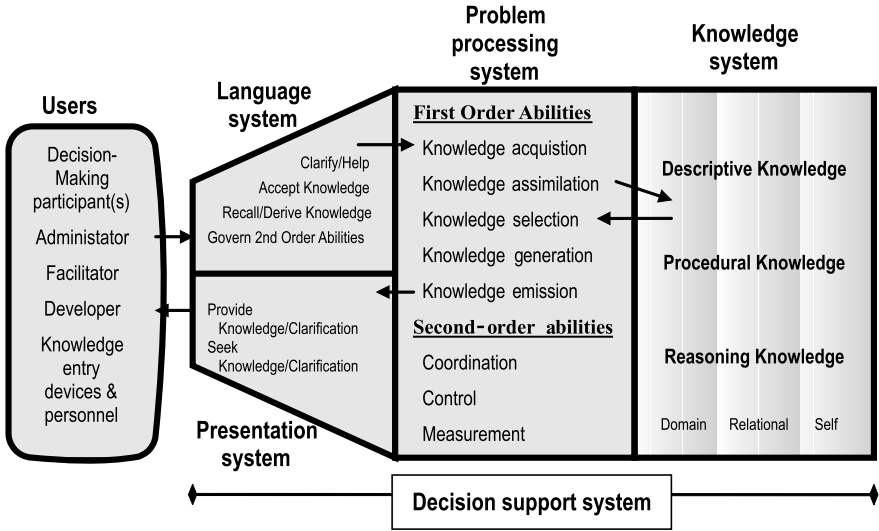 Users
Decision-
Making
participant(s)
Administator
Facilitator
Developer
Knowledge
entry
devices &
personnel
Language
system
Clarify/Help
Accept Knowledge
Recall/Derive Knowledge
Govern 2nd Order Abilities
Provide
Knowledge/Clarification
Seek
Knowledge/Clarification
Presentation
system
Problem
processing
system
First Order Abilities
Knowledge acquistion
Knowledge assimilation
Knowledge selection
Knowledge generation
Knowledge emission
Second-order abilities
Coordination
Control
Measurement
Knowledge
system
Descriptive Knowledge
Procedural Knowledge
Reasoning Knowledge
Domain Relational Self
Decision support system